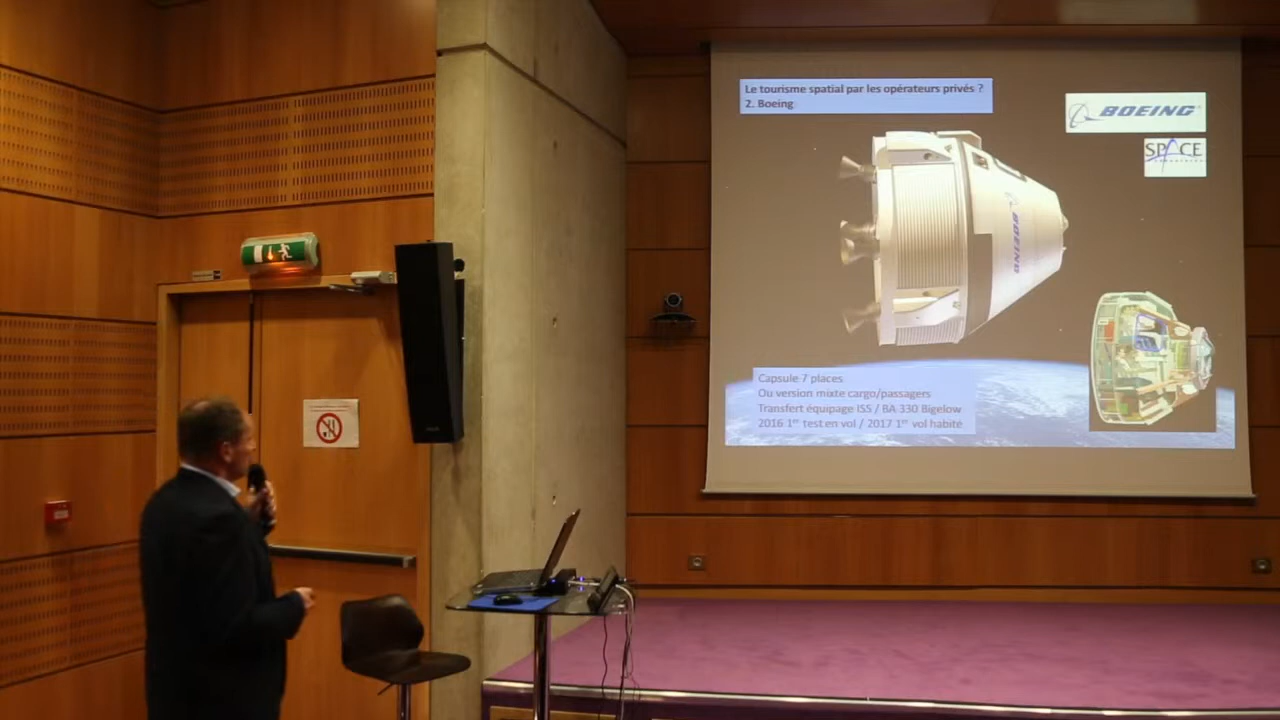 Le tourisme spatial par les opérateurs privés ?
2. Boeing
BOEING
SPACE
BOEING
Capsule 7 places
Ou version mixte cargo/passagers
Transfert équipage ISS / BA 330 Bigelow
2016 1er test en vol / 2017 1er vol habité